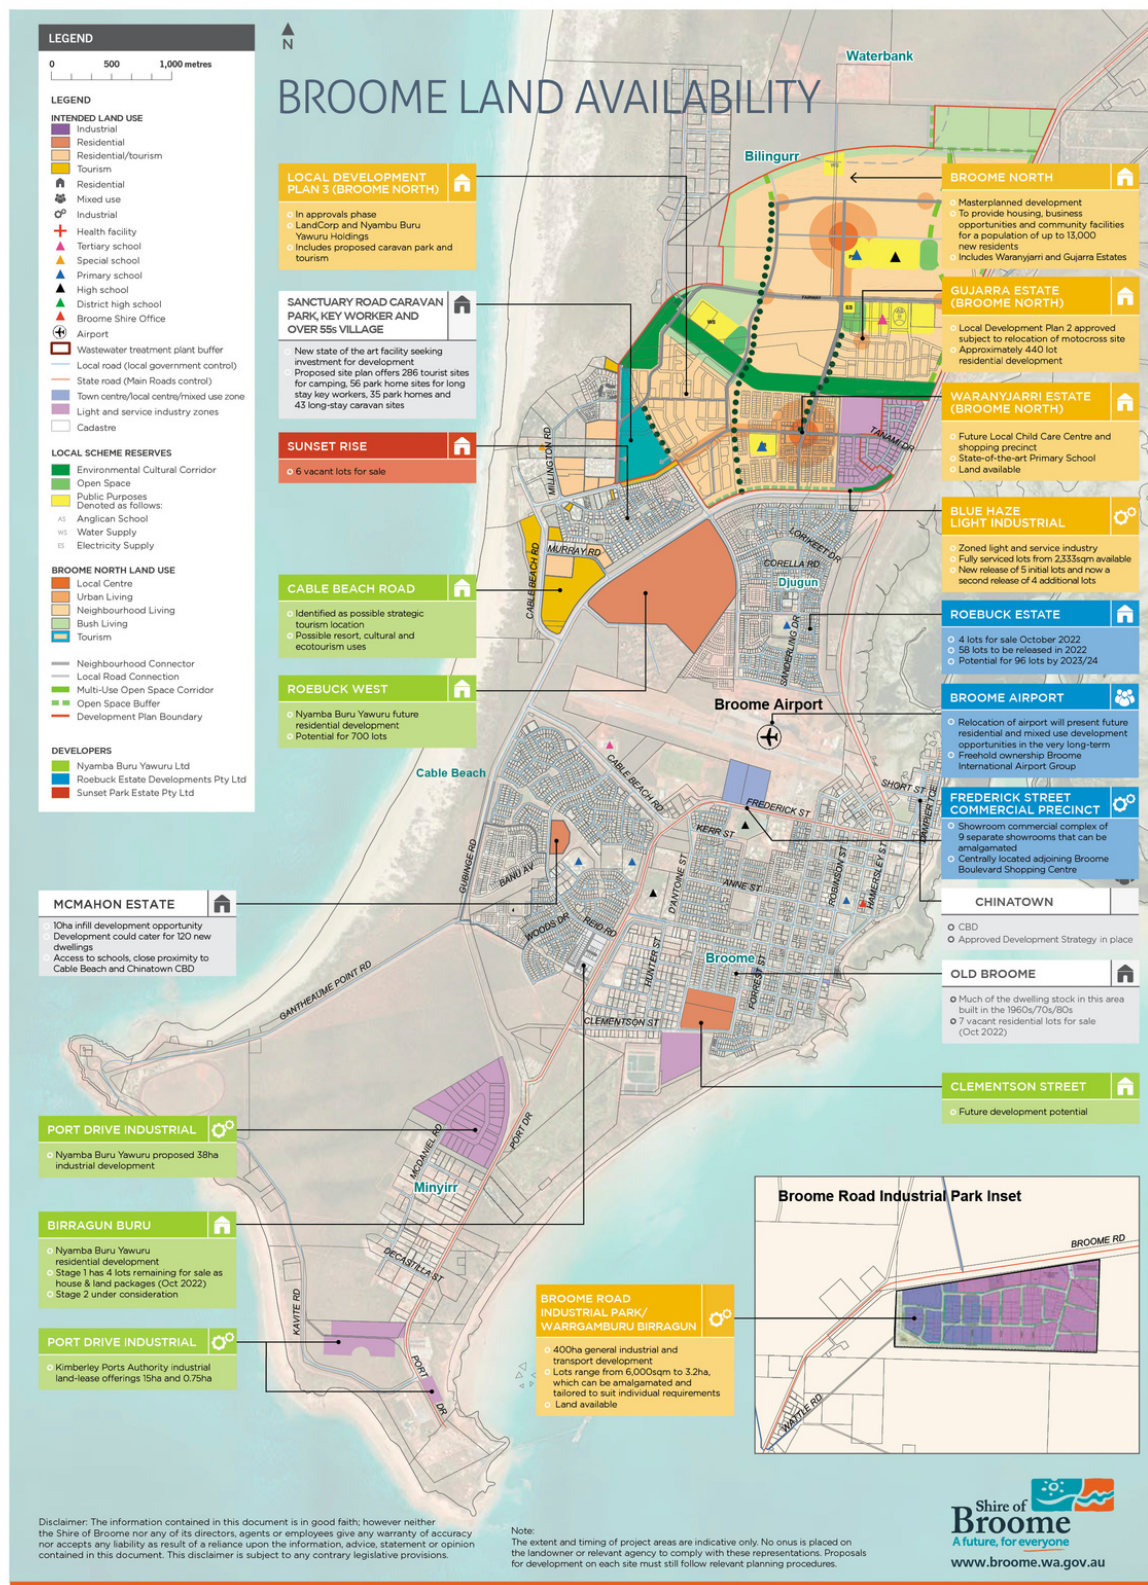 LEGEND
0 500 1,000 metres
LEGEND
INTENDED LAND USE
Industrial
Residential
Residential/tourism
Tourism
Residential
Mixed use
Industrial
Health facility
Tertiary school
Special school
Primary school
High school
District high school
Broome Shire Office
Airport
Wastewater treatment plant buffer
Local road (local government control)
State road (Main Roads control)
Town centre/local centre/mixed use zone
Light and service industry zones
Cadastre
LOCAL SCHEME RESERVES
Environmental Cultural Corridor
Open Space
Public Purposes
Denoted as follows:
AS Anglican School
WS Water Supply
ES Electricity Supply
BROOME NORTH LAND USE
Local Centre
Urban Living
Neighbourhood Living
Bush Living
Tourism
Neighbourhood Connector
Local Road Connection
Multi-Use Open Space Corridor
Open Space Buffer
Development Plan Boundary
DEVELOPERS
Nyamba Buru Yawuru Ltd
Roebuck Estate Developments Pty Ltd
Sunset Park Estate Pty Ltd
N
BROOME LAND AVAILABILITY
LOCAL DEVELOPMENT
PLAN 3 (BROOME NORTH)
In approvals phase
LandCorp and Nyambu Buru
Yawuru Holdings
Includes proposed caravan park and
tourism
SANCTUARY ROAD CARAVAN
PARK, KEY WORKER AND
OVER 55s VILLAGE
New state of the art facility seeking
investment for development
Proposed site plan offers 286 tourist sites
for camping, 56 park home sites for long
stay key workers, 35 park homes and
43 long-stay caravan sites
SUNSET RISE
6 vacant lots for sale
CABLE BEACH ROAD
Identified as possible strategic
tourism location
Possible resort, cultural and
ecotourism uses
ROEBUCK WEST
Nyamba Buru Yawuru future
residential development
Potential for 700 lots
MCMAHON ESTATE
10ha infill development opportunity
Development could cater for 120 new
dwellings
Access to schools, close proximity to
Cable Beach and Chinatown CBD
PORT DRIVE INDUSTRIAL
Nyamba Buru Yawuru proposed 38ha
industrial development
BIRRAGUN BURU
Nyamba Buru Yawuru
residential development
Stage 1 has 4 lots remaining for sale as
house & land packages (Oct 2022)
Stage 2 under consideration
PORT DRIVE INDUSTRIAL
Kimberley Ports Authority industrial
land-lease offerings 15ha and 0.75ha
BROOME NORTH
Masterplanned development
To provide housing, business
opportunities and community facilities
for a population of up to 13,000
new residents
Includes Waranyjarri and Gujarra Estates
GUJARRA ESTATE
(BROOME NORTH)
Local Development Plan 2 approved
subject to relocation of motocross site
Approximately 440 lot
residential development
WARANYJARRI ESTATE
(BROOME NORTH)
Future Local Child Care Centre and
shopping precinct
State-of-the-art Primary School
Land available
BLUE HAZE
LIGHT INDUSTRIAL
Zoned light and service industry
Fully serviced lots from 2,333sqm available
New release of 5 initial lots and now a
second release of 4 additional lots
ROEBUCK ESTATE
4 lots for sale October 2022
58 lots to be released in 2022
Potential for 96 lots by 2023/24
BROOME AIRPORT
Relocation of airport will present future
residential and mixed use development
opportunities in the very long-term
Freehold ownership Broome
International Airport Group
FREDERICK STREET
COMMERCIAL PRECINCT
Showroom commercial complex of
9 separate showrooms that can be
amalgamated
Centrally located adjoining Broome
Boulevard Shopping Centre
CHINATOWN
CBD
Approved Development Strategy in place
OLD BROOME
Much of the dwelling stock in this area
built in the 1960s/70s/80s
7 vacant residential lots for sale
(Oct 2022)
CLEMENTSON STREET
Future development potential
BROOME ROAD
INDUSTRIAL PARK/
WARRGAMBURU BIRRAGUN
400ha general industrial and
transport development
Lots range from 6,000sqm to 3.2ha,
which can be amalgamated and
tailored to suit individual requirements
Land available
Waterbank
Bilingurr
WS
WS
ES
FAIRWAY
TANAMI DR
MILLINGTON RD
MURRAY RD
CABLE BEACH RD
LORIKEET DR
CORELLA RD
Djugun
SANDERLING DR
Broome Airport
Cable Beach
CABLE BEACH RD
FREDERICK ST
SHORT ST
DAMPIER TCE
KERR ST
GUBINGE RD
BANU AV
D'ANTOINE ST
ANNE ST
ROBINSON ST
HAMERSLEY ST
WOODS DR
REID RD
HUNTER ST
Broome
FORREST ST
GANTHEAUME POINT RD
CLEMENTSON ST
MCDANIEL RD
PORT DR
Minyirr
DECASTILLA ST
KAVITE RD
PORT DR
Broome Road Industrial Park Inset
BROOME RD
WATTLE RD
Disclaimer: The information contained in this document is in good faith; however neither
the Shire of Broome nor any of its directors, agents or employees give any warranty of accuracy
nor accepts any liability as result of a reliance upon the information, advice, statement or opinion
contained in this document. This disclaimer is subject to any contrary legislative provisions.
Note:
The extent and timing of project areas are indicative only. No onus is placed on
the landowner or relevant agency to comply with these representations. Proposals
for development on each site must still follow relevant planning procedures.
Shire of
Broome
A future, for everyone
www.broome.wa.gov.au